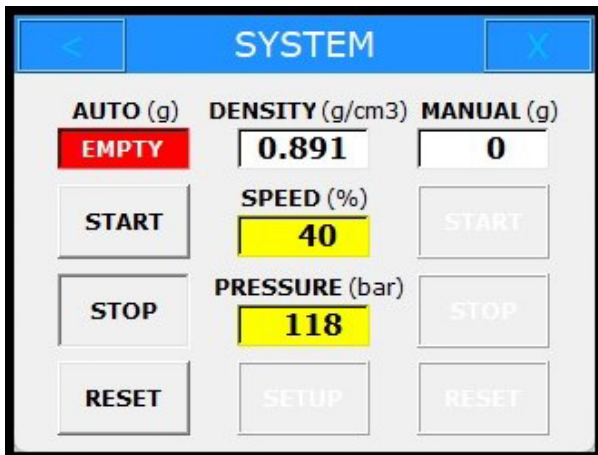 < SYSTEM X
AUTO (g) DENSITY (g/cm3) MANUAL (g)
EMPTY 0.891 0
SPEED (%)
START 40 START
PRESSURE (bar)
STOP 118 STOP
RESET SETUP RESET